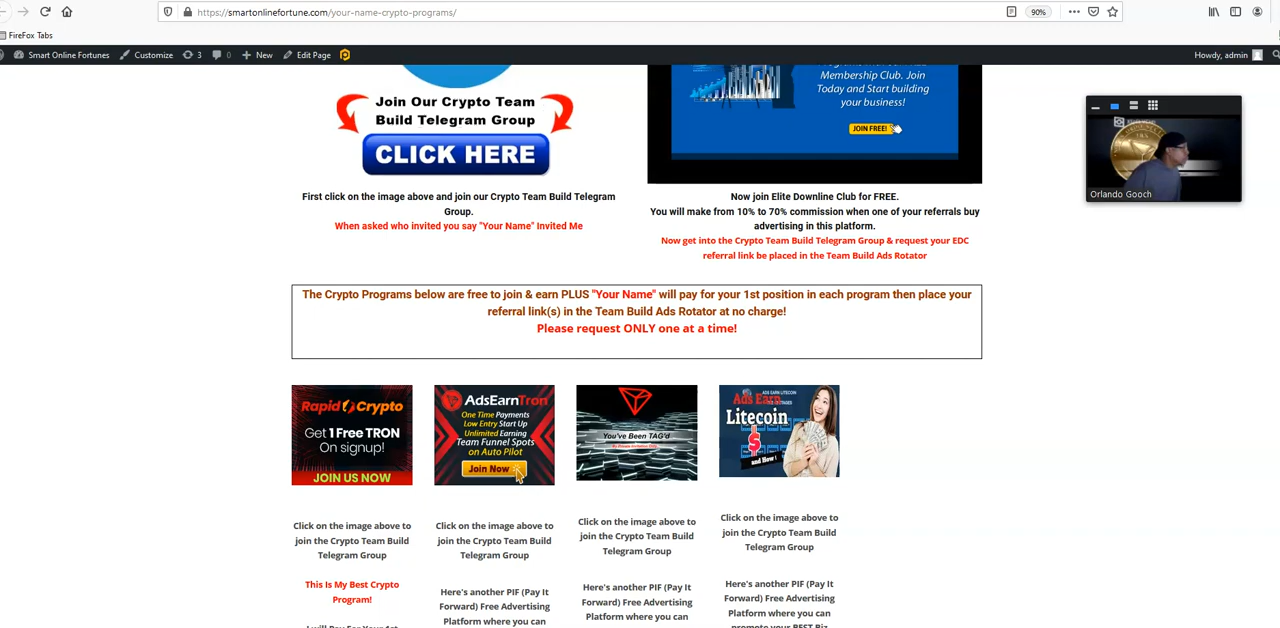 https://smartonlinefortune.com/your-name-crypto-programs/
90%
FireFox Tabs
Smart Online Fortunes
Customize
3
0
New
Edit Page
Howdy, admin
Join Our Crypto Team
Build Telegram Group
CLICK HERE
Membership Club. Join
Today and Start building
your business!
JOIN FREE!
Orlando Gooch
First click on the image above and join our Crypto Team Build Telegram
Group.
When asked who invited you say "Your Name" Invited Me
Now join Elite Downline Club for FREE.
You will make from 10% to 70% commission when one of your referrals buy
advertising in this platform.
Now get into the Crypto Team Build Telegram Group & request your EDC
referral link be placed in the Team Build Ads Rotator
The Crypto Programs below are free to join & earn PLUS "Your Name" will pay for your 1st position in each program then place your
referral link(s) in the Team Build Ads Rotator at no charge!
Please request ONLY one at a time!
Rapid Crypto
Get 1 Free TRON
On signup!
JOIN US NOW
AdsEarnTron
One Time Payments
Low Entry Start Up
Unlimited Earning
Team Funnel Spots
on Auto Pilot
Join Now
You've Been TAG'd
Ads Earn
Litecoin
and How!
Click on the image above to
join the Crypto Team Build
Telegram Group
This Is My Best Crypto
Program!
I will Pay For Your 1st
Click on the image above to
join the Crypto Team Build
Telegram Group
Here's another PIF (Pay It
Forward) Free Advertising
Platform where you can
Click on the image above to
join the Crypto Team Build
Telegram Group
Here's another PIF (Pay It
Forward) Free Advertising
Platform where you can
Click on the image above to
join the Crypto Team Build
Telegram Group
Here's another PIF (Pay It
Forward) Free Advertising
Platform where you can
promote your BEST Biz